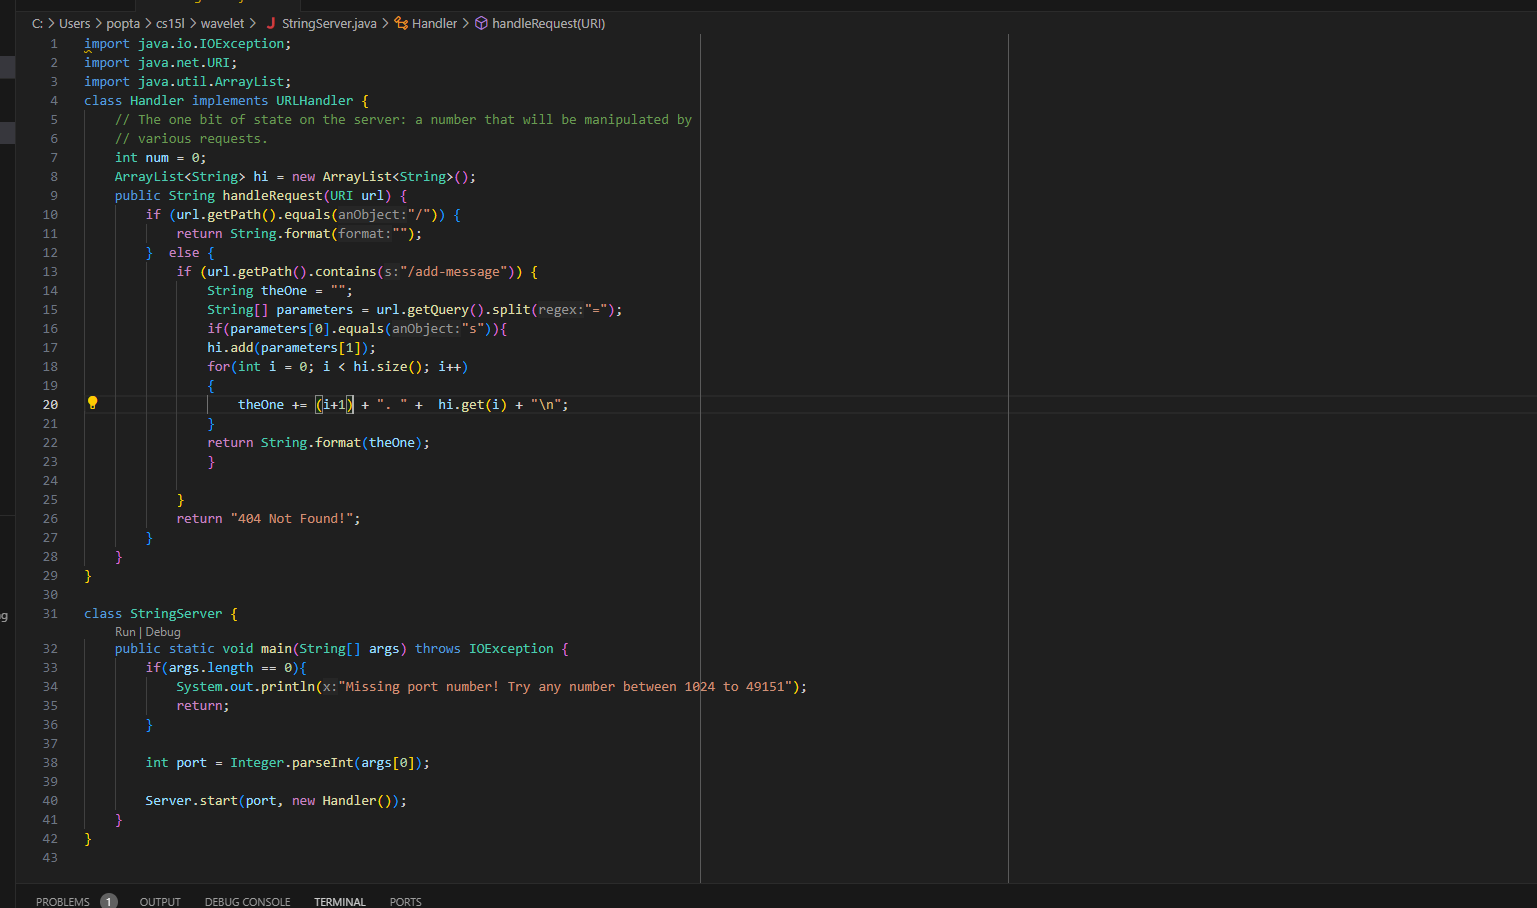 C: > Users > popta > cs15l > wavelet > J StringServer.java > Handler > handleRequest(URI)
1 import java.io.IOException;
2 import java.net.URI;
3 import java.util.ArrayList;
4 class Handler implements URLHandler {
5 // The one bit of state on the server: a number that will be manipulated by
6 // various requests.
7 int num = 0;
8 ArrayList<String> hi = new ArrayList<String>();
9 public String handleRequest(URI url) {
10 if (url.getPath().equals(anObject:"/")) {
11 return String.format(format:"");
12 } else {
13 if (url.getPath().contains(s:"/add-message")) {
14 String theOne = "";
15 String[] parameters = url.getQuery().split(regex:"=");
16 if(parameters[0].equals(anObject:"s")){
17 hi.add(parameters[1]);
18 for(int i = 0; i < hi.size(); i++)
19 {
20 theOne += (i+1) + ". " + hi.get(i) + "\n";
21 }
22 return String.format(theOne);
23 }
24
25 }
26 return "404 Not Found!";
27 }
28 }
29 }
30
31 class StringServer {
Run | Debug
32 public static void main(String[] args) throws IOException {
33 if(args.length == 0){
34 System.out.println(x:"Missing port number! Try any number between 1024 to 49151");
35 return;
36 }
37
38 int port = Integer.parseInt(args[0]);
39
40 Server.start(port, new Handler());
41 }
42 }
43
PROBLEMS 1 OUTPUT DEBUG CONSOLE TERMINAL PORTS